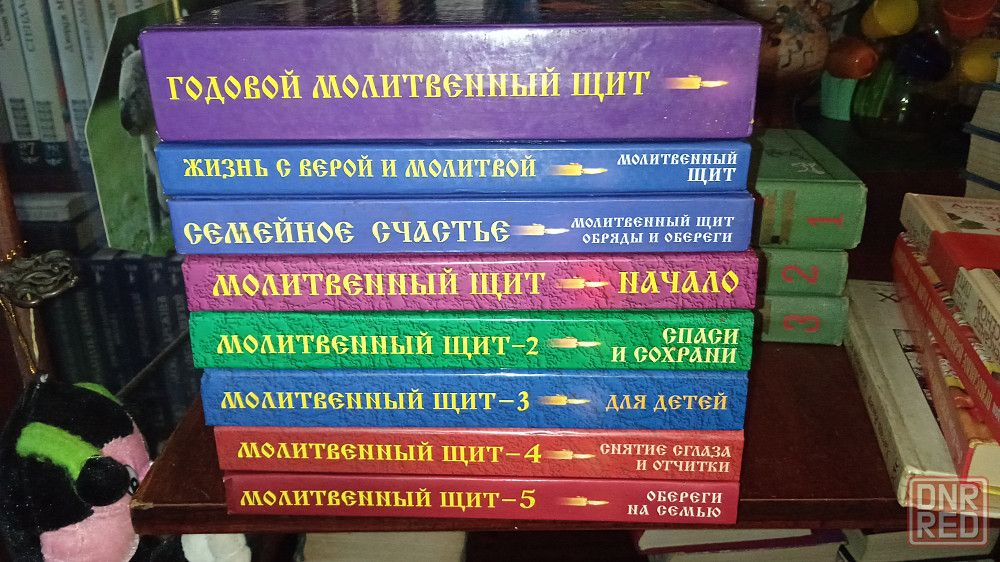 ГОДОВОЙ МОЛИТВЕННЫЙ ЩИТ
ЖИЗНЬ С ВЕРОЙ И МОЛИТВОЙ
МОЛИТВЕННЫЙ
ЩИТ
СЕМЕЙНОЕ СЧАСТЬЕ
МОЛИТВЕННЫЙ ЩИТ
ОБРЯДЫ И ОБЕРЕГИ
МОЛИТВЕННЫЙ ЩИТ
НАЧАЛО
МОЛИТВЕННЫЙ ЩИТ–2
СПАСИ
И СОХРАНИ
МОЛИТВЕННЫЙ ЩИТ–3
ДЛЯ ДЕТЕЙ
МОЛИТВЕННЫЙ ЩИТ–4
СНЯТИЕ СГЛАЗА
И ОТЧИТКИ
МОЛИТВЕННЫЙ ЩИТ–5
ОБЕРЕГИ
НА СЕМЬЮ
1
2
3
DNR
RED